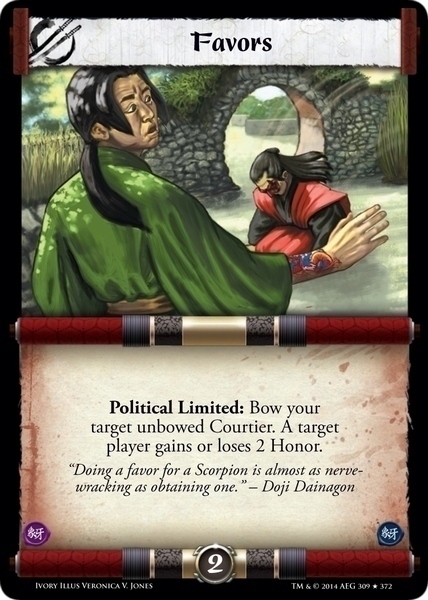 Favors
Political Limited: Bow your
target unbowed Courtier. A target
player gains or loses 2 Honor.
“Doing a favor for a Scorpion is almost as nerve-
wracking as obtaining one.” – Doji Dainagon
2
Ivory Illus Veronica V. Jones
TM & © 2014 AEG 309 ★ 372